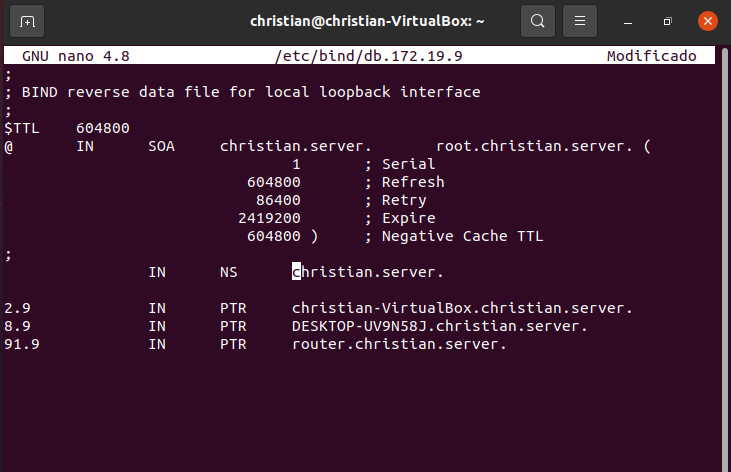 christian@christian-VirtualBox: ~
GNU nano 4.8 /etc/bind/db.172.19.9 Modificado
;
; BIND reverse data file for local loopback interface
;
$TTL 604800
@ IN SOA christian.server. root.christian.server. (
1 ; Serial
604800 ; Refresh
86400 ; Retry
2419200 ; Expire
604800 ) ; Negative Cache TTL
;
IN NS christian.server.
2.9 IN PTR christian-VirtualBox.christian.server.
8.9 IN PTR DESKTOP-UV9N58J.christian.server.
91.9 IN PTR router.christian.server.